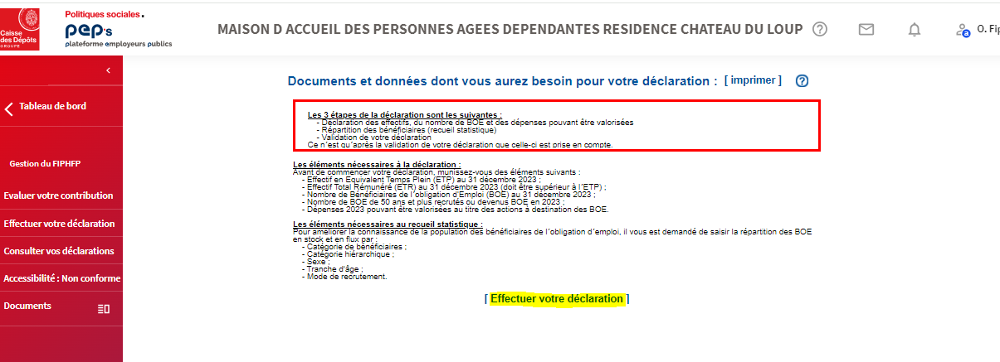 Caisse
des Dépôts
GROUPE
Politiques sociales.
pep's
plateforme employeurs publics
MAISON D ACCUEIL DES PERSONNES AGEES DEPENDANTES RESIDENCE CHATEAU DU LOUP
?
a
O. Fip
<
Tableau de bord
Gestion du FIPHFP
Evaluer votre contribution
Effectuer votre déclaration
Consulter vos déclarations
Accessibilité : Non conforme
Documents
Documents et données dont vous aurez besoin pour votre déclaration : [ imprimer ] ?
Les 3 étapes de la déclaration sont les suivantes :
- Déclaration des effectifs, du nombre de BOE et des dépenses pouvant être valorisées
- Répartition des bénéficiaires (recueil statistique)
- Validation de votre déclaration
Ce n´est qu´après la validation de votre déclaration que celle-ci est prise en compte.
Les éléments nécessaires à la déclaration :
Avant de commencer votre déclaration, munissez-vous des éléments suivants :
- Effectif en Equivalent Temps Plein (ETP) au 31 décembre 2023 ;
- Effectif Total Rémunéré (ETR) au 31 décembre 2023 (doit être supérieur à l´ETP) ;
- Nombre de Bénéficiaires de l´obligation d´Emploi (BOE) au 31 décembre 2023 ;
- Nombre de BOE de 50 ans et plus recrutés ou devenus BOE en 2023 ;
- Dépenses 2023 pouvant être valorisées au titre des actions à destination des BOE.
Les éléments nécessaires au recueil statistique :
Pour améliorer la connaissance de la population des bénéficiaires de l´obligation d´emploi, il vous est demandé de saisir la répartition des BOE
en stock et en flux par :
- Catégorie de bénéficiaires ;
- Catégorie hiérarchique ;
- Sexe ;
- Tranche d'âge ;
- Mode de recrutement.
[ Effectuer votre déclaration ]